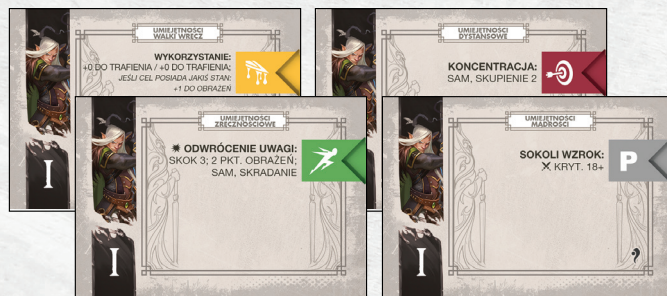 UMIEJĘTNOŚCI
WALKI WRĘCZ
WYKORZYSTANIE:
+0 DO TRAFIENIA / +0 DO TRAFIENIA;
JEŚLI CEL POSIADA JAKIŚ STAN:
+1 DO OBRAŻEŃ
I
UMIEJĘTNOŚCI
DYSTANSOWE
KONCENTRACJA:
SAM, SKUPIENIE 2
UMIEJĘTNOŚCI
ZRĘCZNOŚCIOWE
ODWRÓCENIE UWAGI:
SKOK 3; 2 PKT. OBRAŻEŃ;
SAM, SKRADANIE
I
UMIEJĘTNOŚCI
MĄDROŚCI
SOKOLI WZROK:
KRYT. 18+
P
I